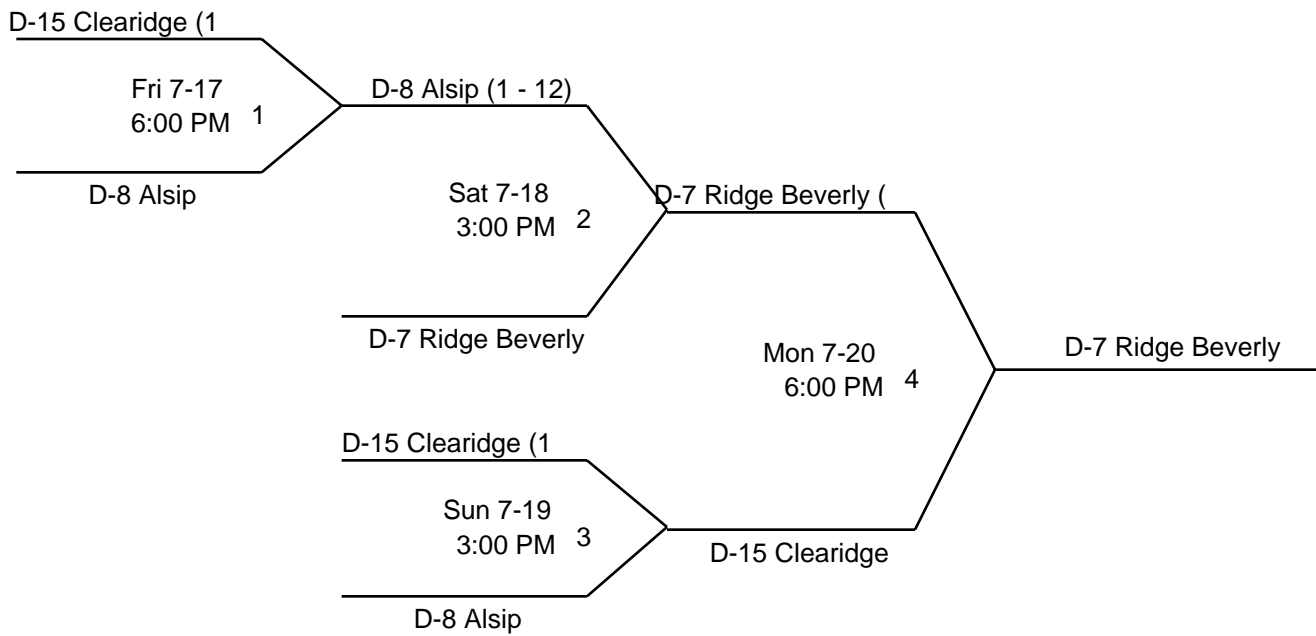 D-15 Clearidge (1
Fri 7-17
6:00 PM 1
D-8 Alsip
D-8 Alsip (1 - 12)
Sat 7-18
3:00 PM 2
D-7 Ridge Beverly
D-7 Ridge Beverly (
D-15 Clearidge (1
Sun 7-19
3:00 PM 3
D-8 Alsip
D-15 Clearidge
Mon 7-20
6:00 PM 4
D-7 Ridge Beverly